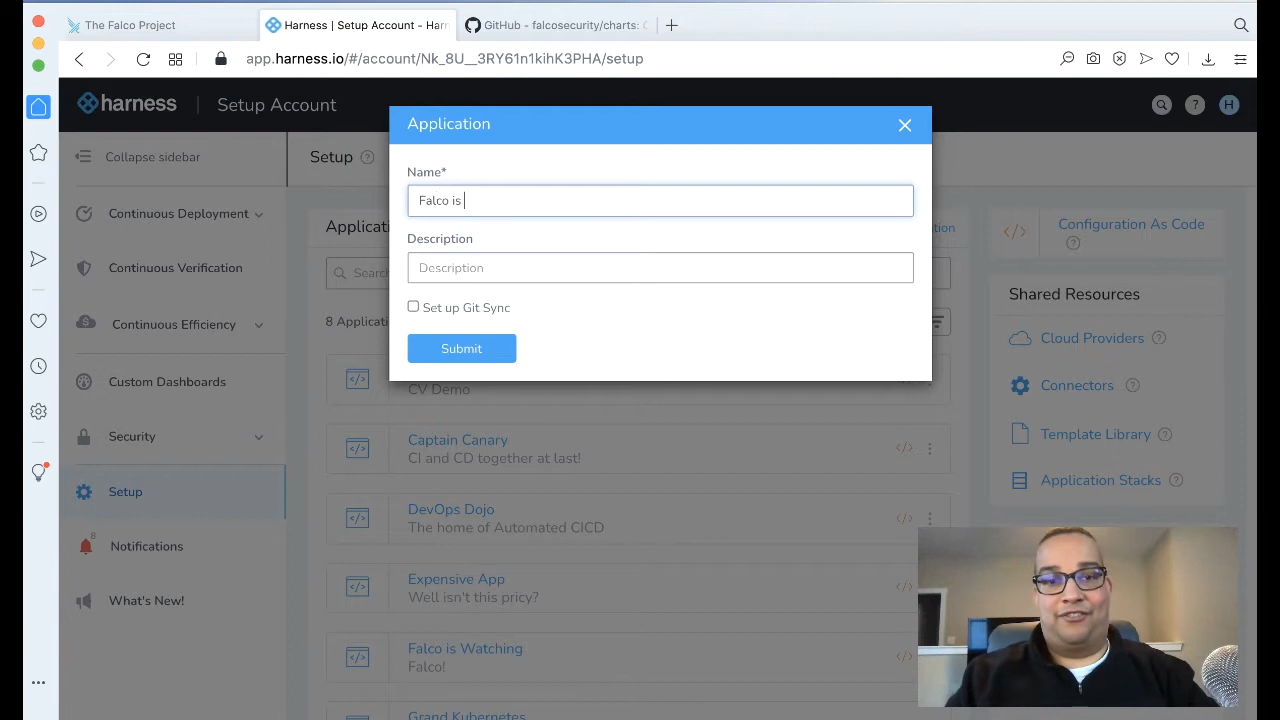 The Falco Project
Harness | Setup Account - Har
GitHub - falcosecurity/charts:
app.harness.io/#/account/Nk_8U__3RY61n1kihK3PHA/setup
harness
Setup Account
H
Application
Collapse sidebar
Setup
Name*
Falco is
Continuous Deployment
Applicati
tion
Configuration As Code
Description
Description
Continuous Verification
Search
Shared Resources
Set up Git Sync
Continuous Efficiency
8 Applicati
Cloud Providers
Submit
Custom Dashboards
CV Demo
Connectors
Security
Captain Canary
CI and CD together at last!
Template Library
Setup
Application Stacks
DevOps Dojo
The home of Automated CICD
8
Notifications
Expensive App
Well isn't this pricy?
What's New!
Falco is Watching
Falco!
Grand Kubernetes